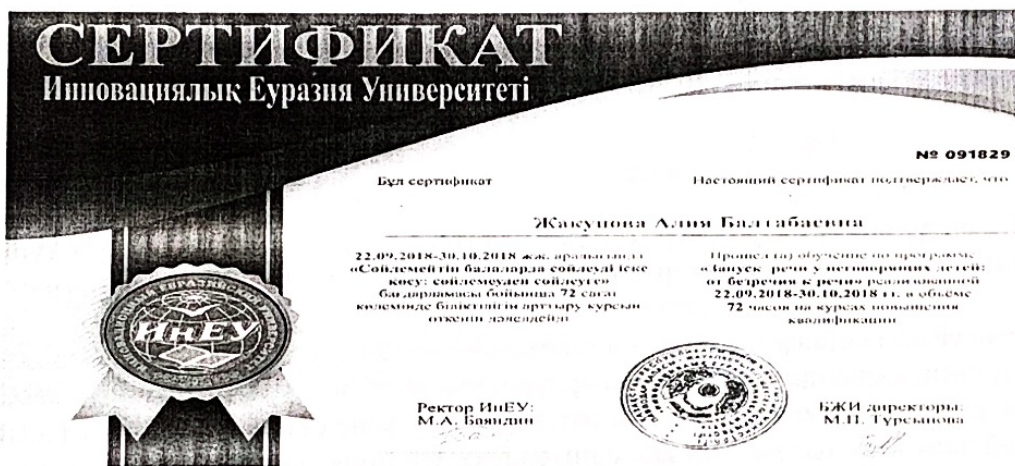 СЕРТИФИКАТ
Инновациялық Еуразия Университеті
№ 091829
Бұл сертификат
Настоящий сертификат подтверждает, что
Жакупова Алия Балтабаевна
22.09.2018-30.10.2018 жж. аралығында
«Сөйлемейтін балаларда сөйлеуді іске
қосу: сөйлемеуден сөйлеуге»
бағдарламасы бойынша 72 сағат
көлемінде біліктілігін арттыру курсын
өткенін дәлелдейді
Прошел (а) обучение по программе
«Запуск речи у неговорящих детей:
от безречия к речи» реализованной
22.09.2018-30.10.2018 гг. в объеме
72 часов на курсах повышения
квалификации
ИнЕУ
Ректор ИнЕУ:
М.А. Баяндин
БЖИ директоры:
М.П. Турсынова